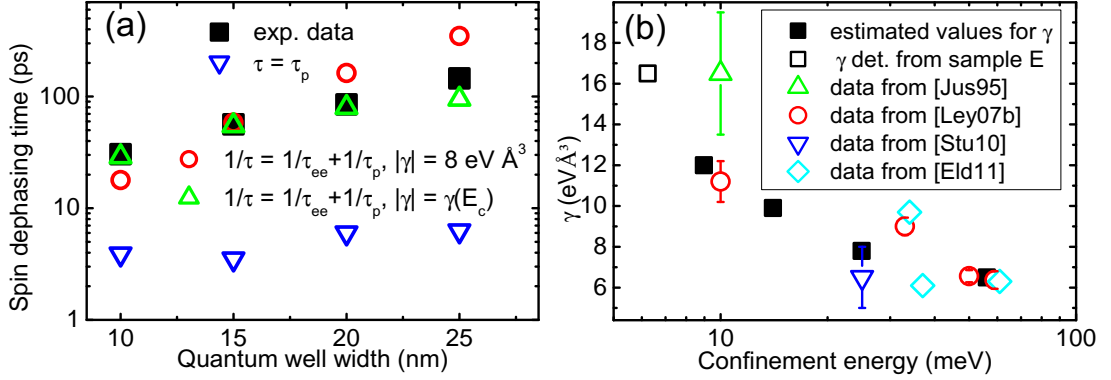 (a)
exp. data
τ = τp
1/τ = 1/τee+1/τp, |γ| = 8 eV Å³
1/τ = 1/τee+1/τp, |γ| = γ(Ec)
Spin dephasing time (ps)
100
10
1
10 15 20 25
Quantum well width (nm)
(b)
estimated values for γ
γ det. from sample E
data from [Jus95]
data from [Ley07b]
data from [Stu10]
data from [Eld11]
γ (eVÅ³)
18
16
14
12
10
8
6
10 100
Confinement energy (meV)